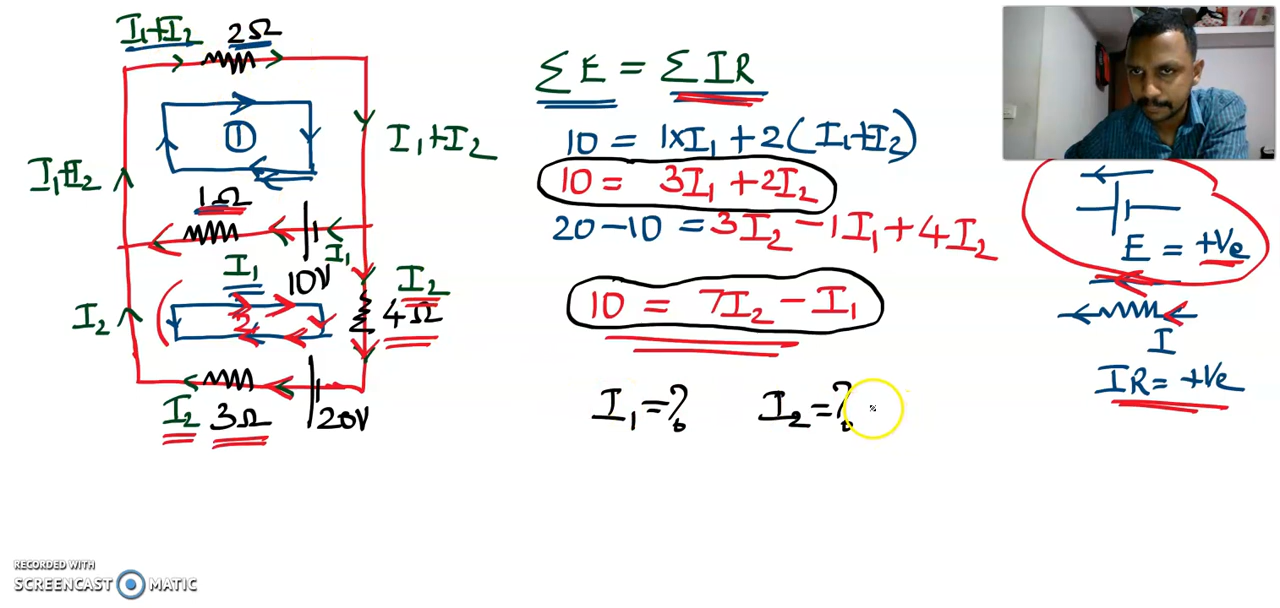 I₁+I₂ 2Ω
I₁+I₂
I₁+I₂
①
1Ω
I₁
10V
I₁
I₂
4Ω
I₂
2
I₂ 3Ω 20V
ΣE = ΣIR
10 = 1×I₁ + 2(I₁+I₂)
10 = 3I₁ + 2I₂
20 − 10 = 3I₂ − 1I₁ + 4I₂
10 = 7I₂ − I₁
I₁ = ? I₂ = ?
E = +Ve
I
IR = +Ve
RECORDED WITH
SCREENCAST MATIC